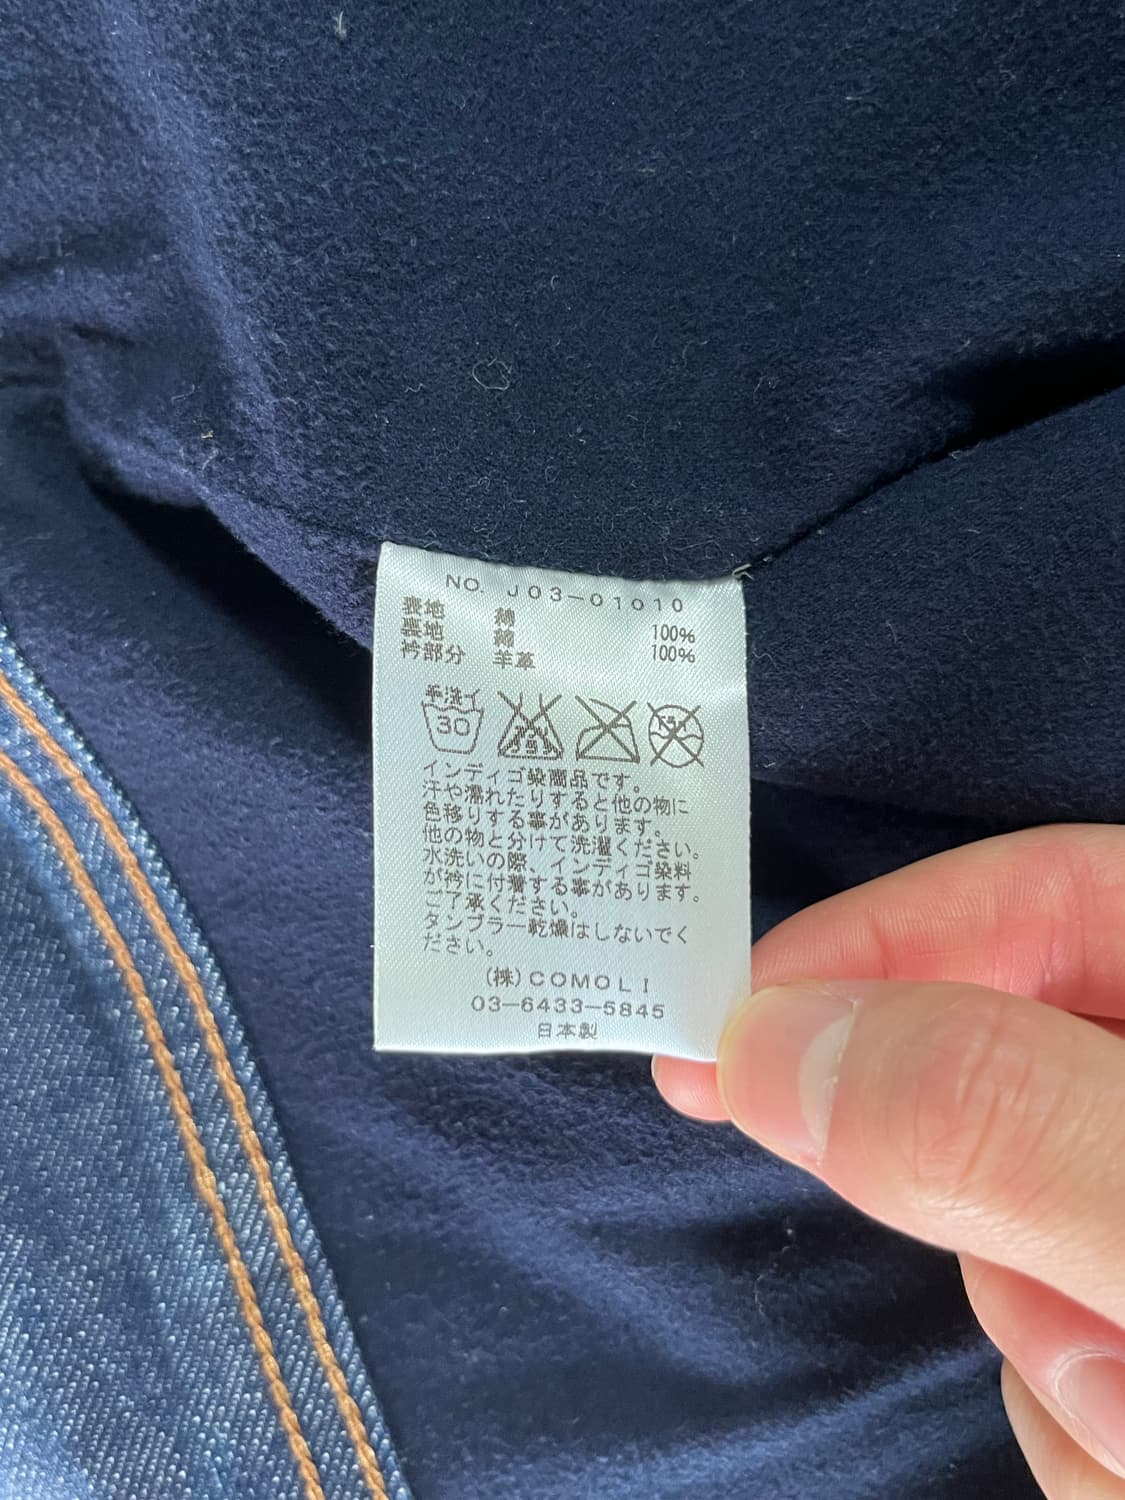 NO. J03-01010
表地 綿 100%
裏地 綿 100%
衿部分 羊革
手洗イ
30
インディゴ染商品です。
汗や濡れたりすると他の物に
色移りする事があります。
他の物と分けて洗濯ください。
水洗いの際、インディゴ染料
が衿に付着する事があります。
ご了承ください。
タンブラー乾燥はしないでく
ださい。
(株)COMOLI
03-6433-5845
日本製